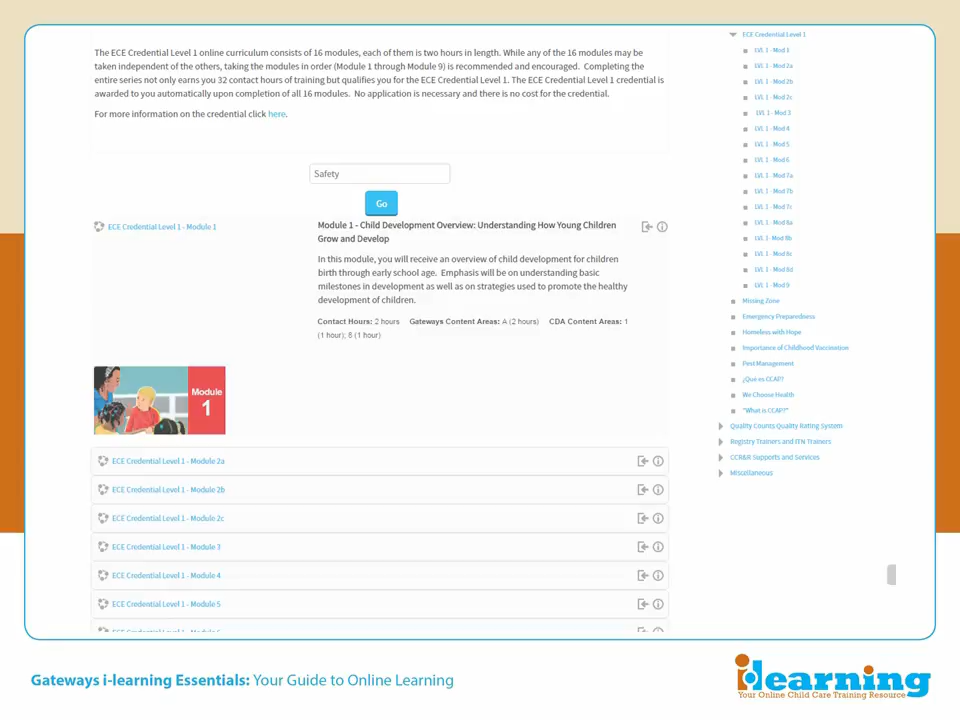 The ECE Credential Level 1 online curriculum consists of 16 modules, each of them is two hours in length. While any of the 16 modules may be
taken independent of the others, taking the modules in order (Module 1 through Module 9) is recommended and encouraged. Completing the
entire series not only earns you 32 contact hours of training but qualifies you for the ECE Credential Level 1. The ECE Credential Level 1 credential is
awarded to you automatically upon completion of all 16 modules. No application is necessary and there is no cost for the credential.
For more information on the credential click here.
Safety
Go
ECE Credential Level 1 - Module 1
Module 1 - Child Development Overview: Understanding How Young Children
Grow and Develop
In this module, you will receive an overview of child development for children
birth through early school age. Emphasis will be on understanding basic
milestones in development as well as on strategies used to promote the healthy
development of children.
Contact Hours: 2 hours Gateways Content Areas: A (2 hours) CDA Content Areas: 1
(1 hour); 8 (1 hour)
Module
1
ECE Credential Level 1 - Module 2a
ECE Credential Level 1 - Module 2b
ECE Credential Level 1 - Module 2c
ECE Credential Level 1 - Module 3
ECE Credential Level 1 - Module 4
ECE Credential Level 1 - Module 5
ECE Credential Level 1
LVL 1 - Mod 1
LVL 1 - Mod 2a
LVL 1 - Mod 2b
LVL 1 - Mod 2c
LVL 1 - Mod 3
LVL 1 - Mod 4
LVL 1 - Mod 5
LVL 1 - Mod 6
LVL 1 - Mod 7a
LVL 1 - Mod 7b
LVL 1 - Mod 7c
LVL 1 - Mod 8a
LVL 1- Mod 8b
LVL 1 - Mod 8c
LVL 1 - Mod 8d
LVL 1 - Mod 9
Missing Zone
Emergency Preparedness
Homeless with Hope
Importance of Childhood Vaccination
Pest Management
¿Qué es CCAP?
We Choose Health
"What is CCAP?"
Quality Counts Quality Rating System
Registry Trainers and ITN Trainers
CCR&R Supports and Services
Miscellaneous
Gateways i-learning Essentials: Your Guide to Online Learning
ilearning
Your Online Child Care Training Resource